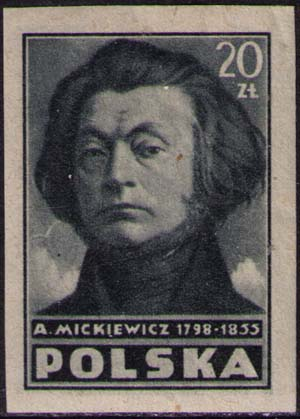 20
ZŁ
A. MICKIEWICZ 1798-1855
POLSKA